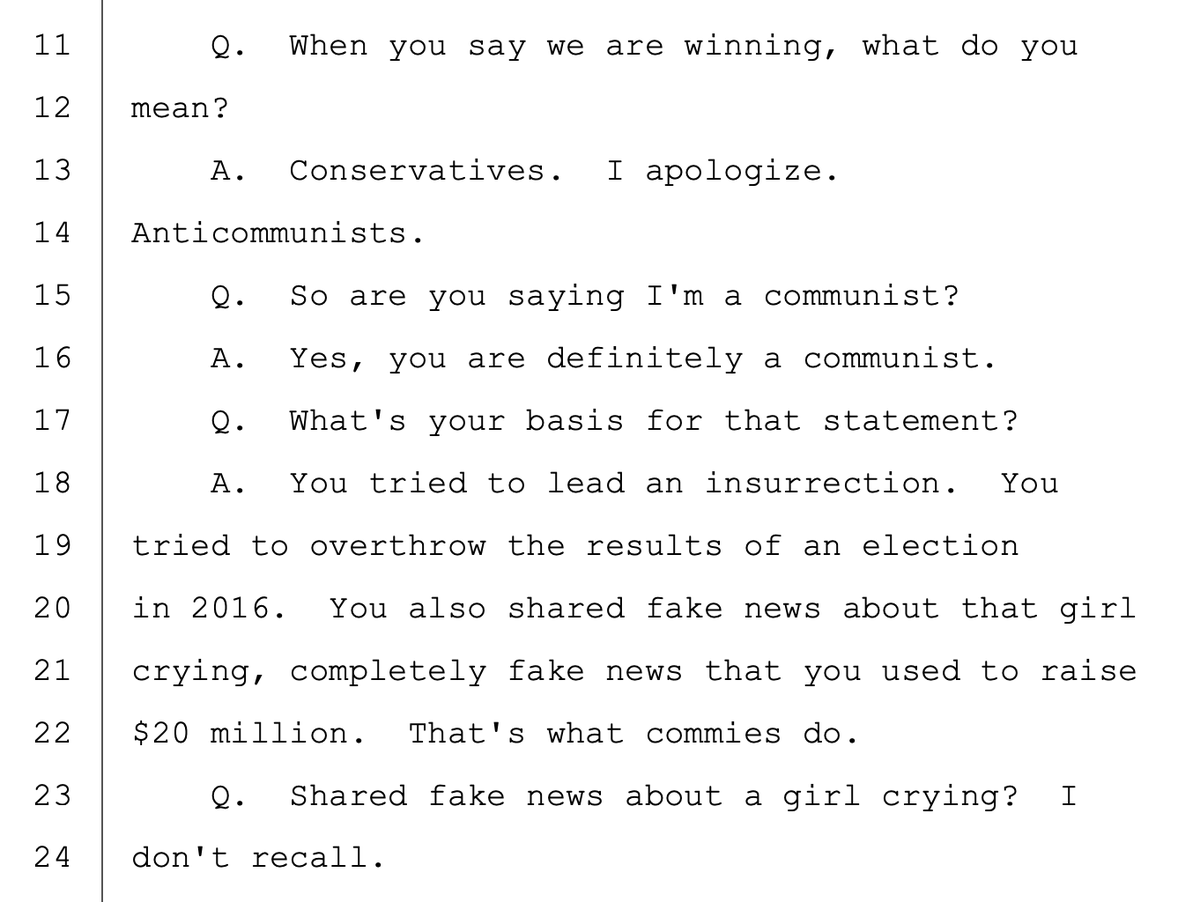 11 Q. When you say we are winning, what do you
12 mean?
13 A. Conservatives. I apologize.
14 Anticommunists.
15 Q. So are you saying I'm a communist?
16 A. Yes, you are definitely a communist.
17 Q. What's your basis for that statement?
18 A. You tried to lead an insurrection. You
19 tried to overthrow the results of an election
20 in 2016. You also shared fake news about that girl
21 crying, completely fake news that you used to raise
22 $20 million. That's what commies do.
23 Q. Shared fake news about a girl crying? I
24 don't recall.